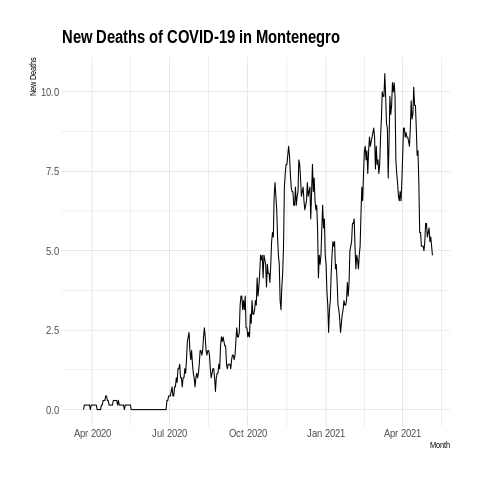 New Deaths of COVID-19 in Montenegro
New Deaths
10.0
7.5
5.0
2.5
0.0
Apr 2020 Jul 2020 Oct 2020 Jan 2021 Apr 2021
Month